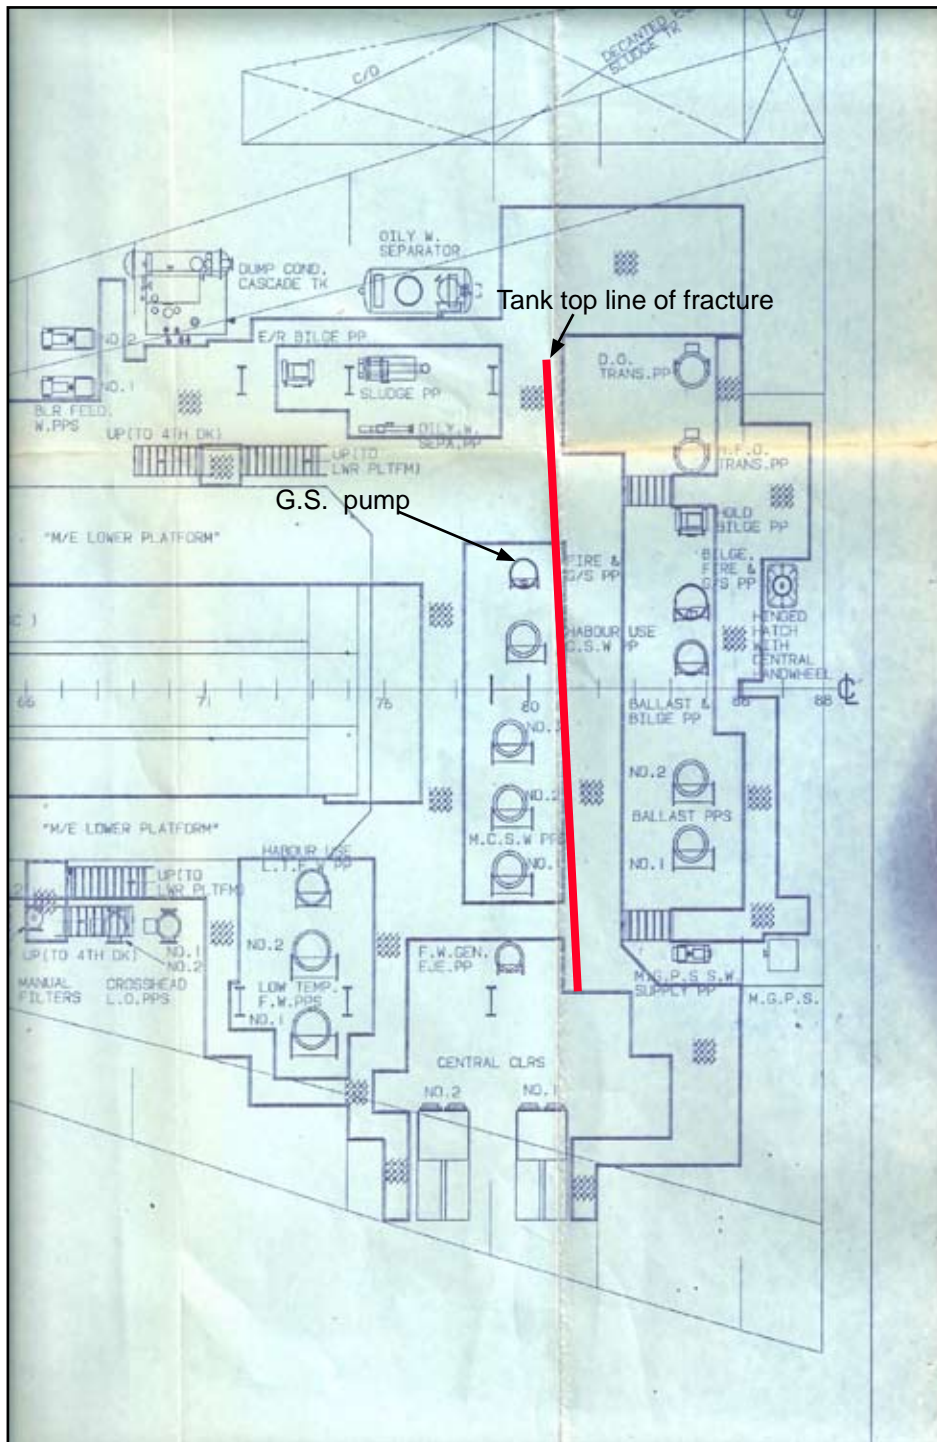 C/O
DECANTED
SLUDGE TK
OILY W.
SEPARATOR
DUMP COND.
CASCADE TK
Tank top line of fracture
NO.2
E/R BILGE PP
D.O.
TRANS.PP
NO.1
SLUDGE PP
BLR FEED.
W.PPS
OILY.W.
SEPA.PP
UP(TO 4TH DK)
UP(TO
LWR PLTFM)
H.F.O.
TRANS.PP
G.S. pump
HOLD
BILGE PP
"M/E LOWER PLATFORM"
FIRE &
G/S PP
BILGE,
FIRE &
G/S PP
HINGED
HATCH
WITH
CENTRAL
HANDWHEEL
C )
HABOUR USE
C.S.W PP
66
71
76
80
86
88
BALLAST &
BILGE PP
NO.3
NO.2
NO.2
BALLAST PPS
"M/E LOWER PLATFORM"
M.C.S.W PPS
NO.1
NO.1
HABOUR USE
L.T.F.W PP
UP(TO
LWR PLTFM)
UP(TO 4TH DK)
NO.1
NO.2
NO.2
F.W.GEN.
EJE.PP
MANUAL
FILTERS
CROSSHEAD
L.O.PPS
LOW TEMP.
F.W.PPS
NO.1
M.G.P.S S.W.
SUPPLY PP
M.G.P.S.
CENTRAL CLRS
NO.2
NO.1